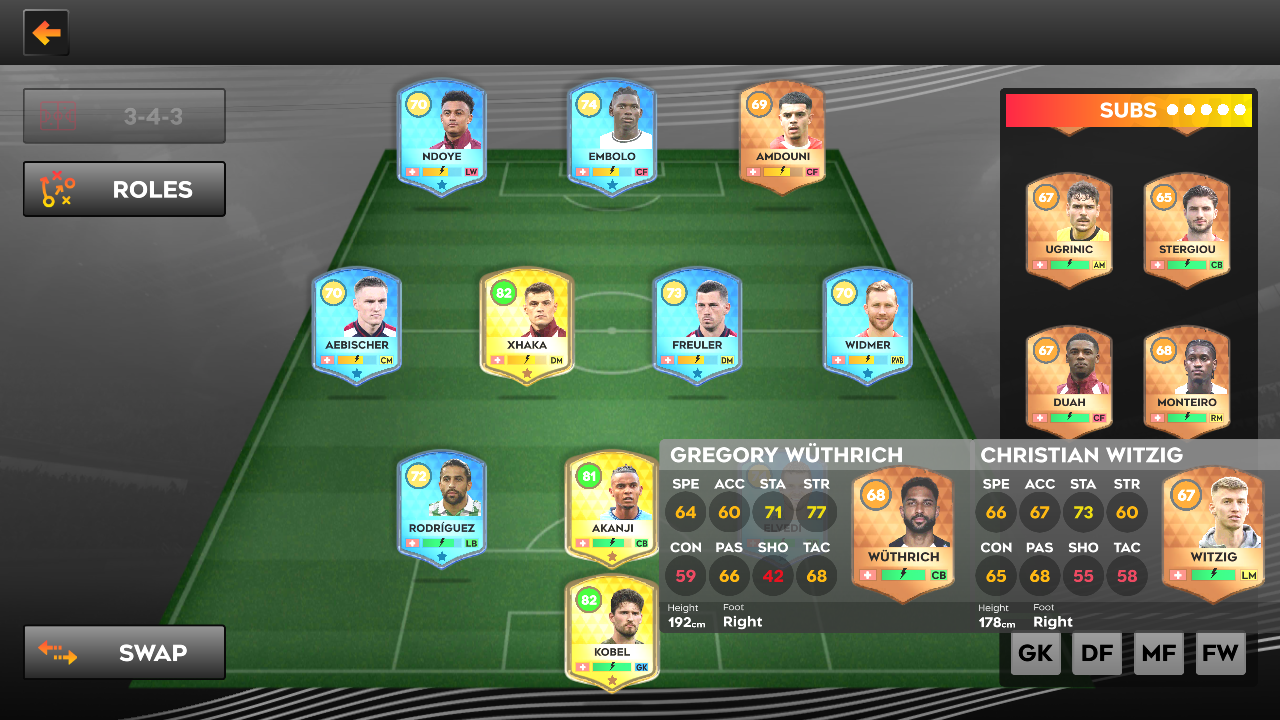 3-4-3
ROLES
SWAP
70
NDOYE
LW
74
EMBOLO
CF
69
AMDOUNI
CF
70
AEBISCHER
CM
82
XHAKA
DM
73
FREULER
DM
70
WIDMER
RWB
72
RODRÍGUEZ
LB
81
AKANJI
CB
ELVEDI
82
KOBEL
GK
SUBS
67
UGRINIC
AM
65
STERGIOU
CB
67
DUAH
CF
68
MONTEIRO
RM
GREGORY WÜTHRICH
SPE ACC STA STR
64 60 71 77
CON PAS SHO TAC
59 66 42 68
Height Foot
192cm Right
68
WÜTHRICH
CB
CHRISTIAN WITZIG
SPE ACC STA STR
66 67 73 60
CON PAS SHO TAC
65 68 55 58
Height Foot
178cm Right
67
WITZIG
LM
GK DF MF FW